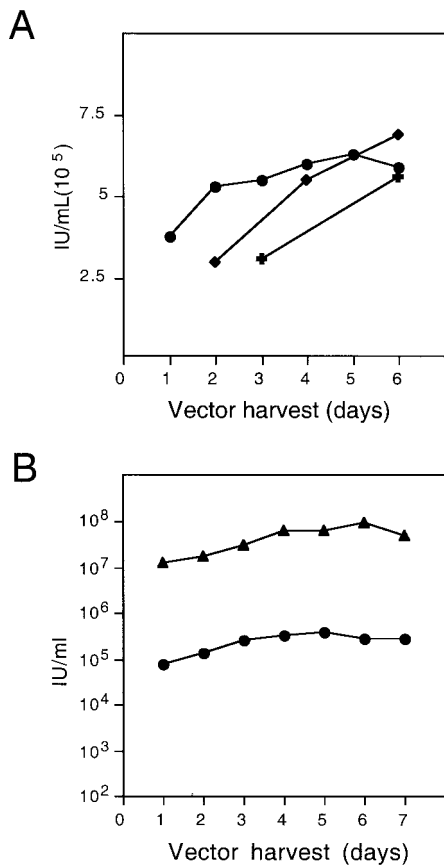 A
7.5
5
2.5
IU/mL(10 5)
0 1 2 3 4 5 6
Vector harvest (days)
B
10^8
10^7
10^6
10^5
10^4
10^3
10^2
IU/ml
0 1 2 3 4 5 6 7
Vector harvest (days)